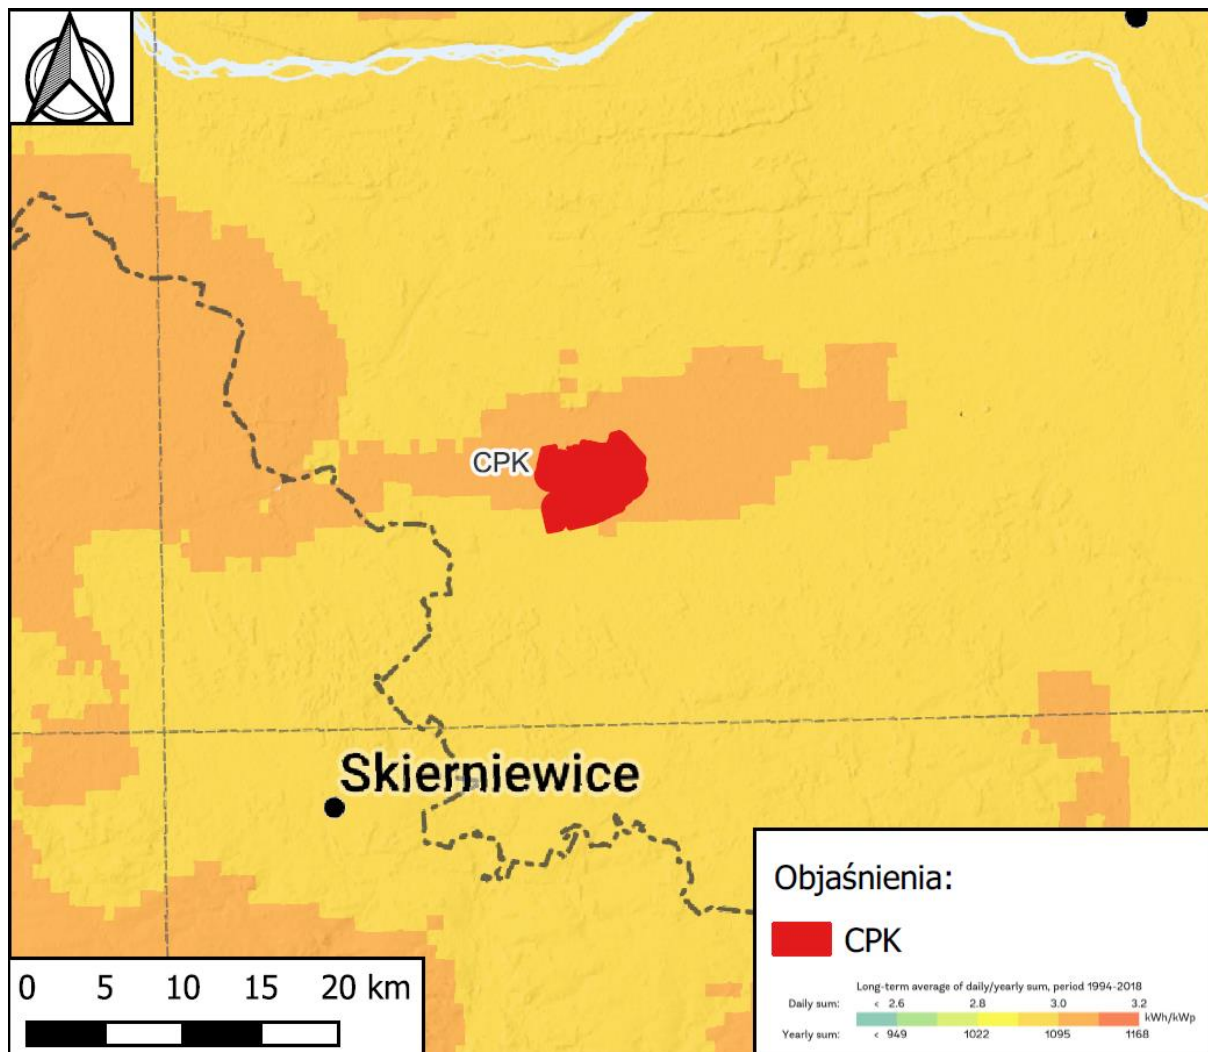 CPK
Skierniewice
Objaśnienia:
CPK
Long-term average of daily/yearly sum, period 1994-2018
Daily sum: < 2.6 2.8 3.0 3.2
kWh/kWp
Yearly sum: < 949 1022 1095 1168
0 5 10 15 20 km